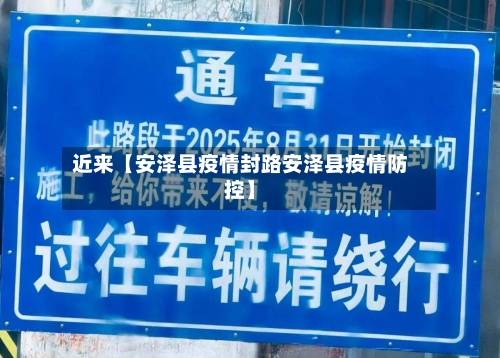 通告
此路段于2025年8月31日开始封闭
近来【安泽县疫情封路安泽县疫情防
控】
施工，给你带来不便，敬请谅解！
过往车辆请绕行